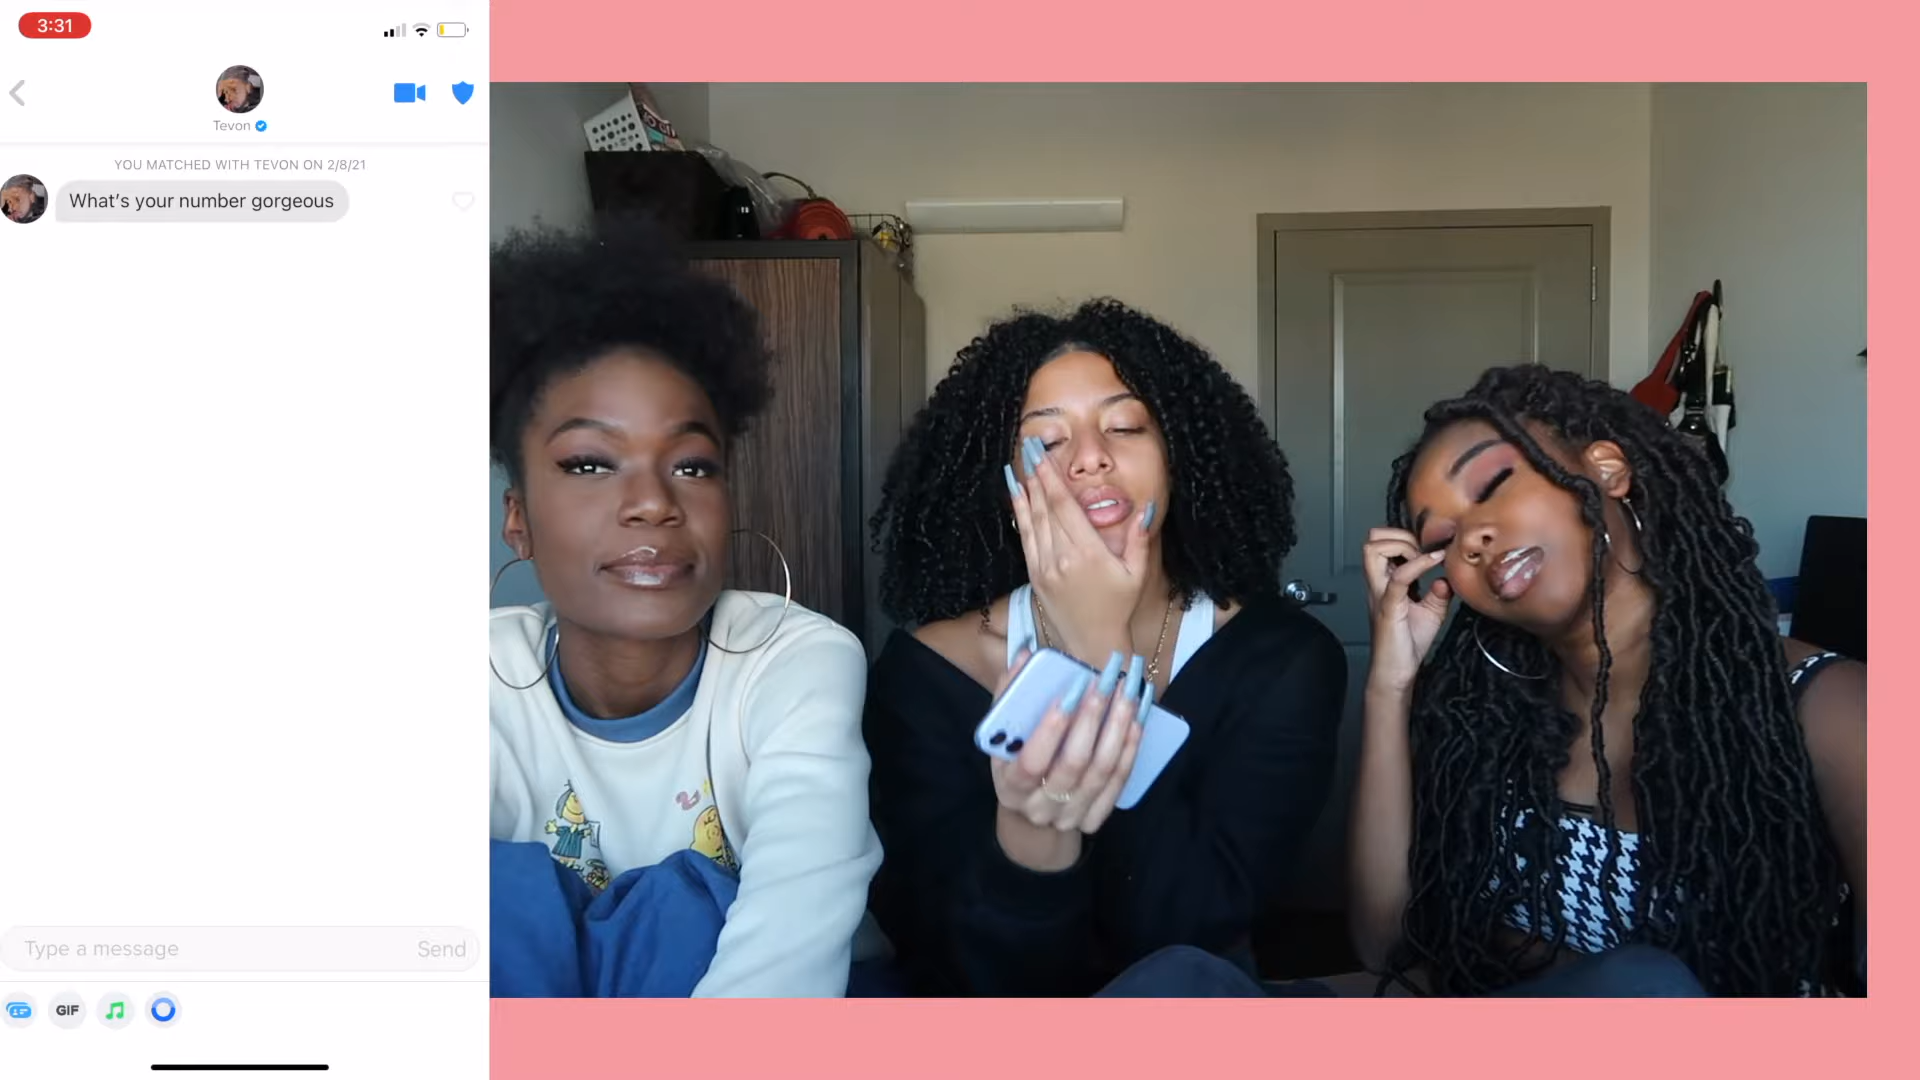 3:31
Tevon
YOU MATCHED WITH TEVON ON 2/8/21
What's your number gorgeous
Type a message
Send
GIF